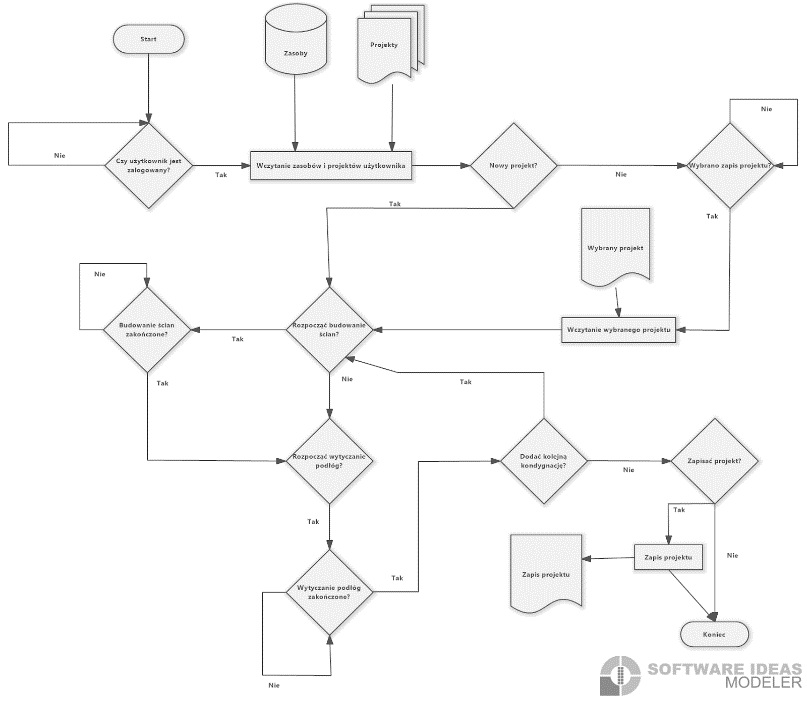 Start
Zasoby
Projekty
Nie
Czy użytkownik jest
zalogowany?
Tak
Wczytanie zasobów i projektów użytkownika
Nowy projekt?
Nie
Nie
Wybrano zapis projektu?
Tak
Tak
Wybrany projekt
Nie
Budowanie ścian
zakończone?
Tak
Rozpocząć budowanie
ścian?
Wczytanie wybranego projektu
Tak
Nie
Tak
Rozpocząć wytyczanie
podłóg?
Dodać kolejną
kondygnację?
Nie
Zapisać projekt?
Tak
Tak
Nie
Wytyczanie podłóg
zakończone?
Tak
Zapis projektu
Zapis projektu
Nie
Koniec
SOFTWARE IDEAS
MODELER